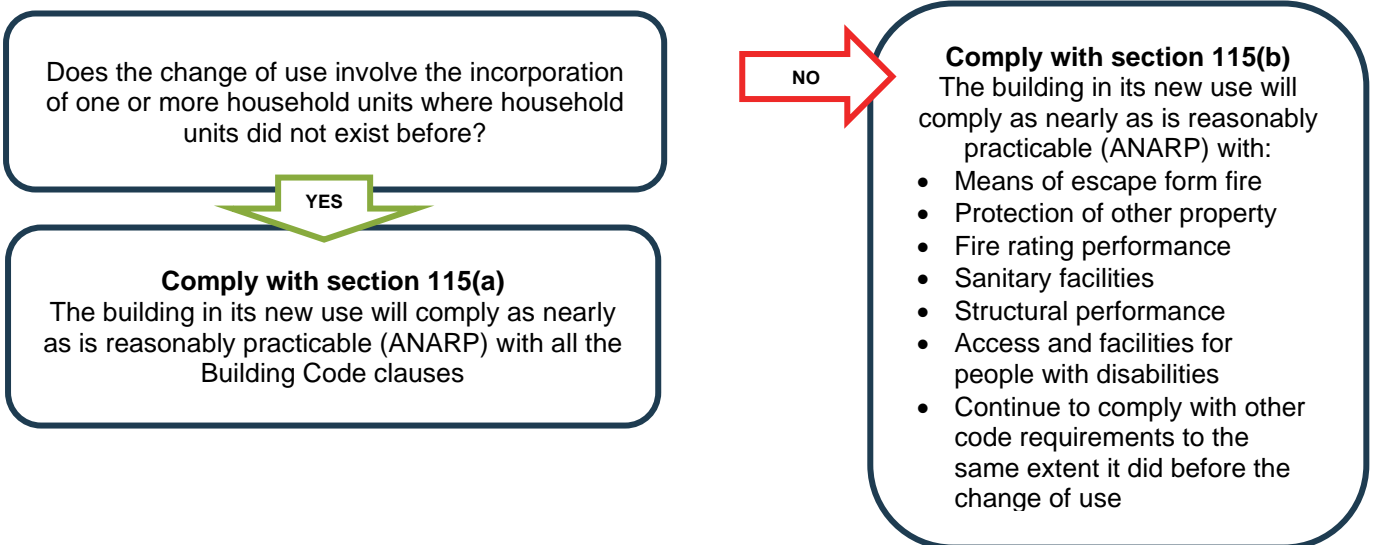 Does the change of use involve the incorporation
of one or more household units where household
units did not exist before?
YES
Comply with section 115(a)
The building in its new use will comply as nearly
as is reasonably practicable (ANARP) with all the
Building Code clauses
NO
Comply with section 115(b)
The building in its new use will
comply as nearly as is reasonably
practicable (ANARP) with:
• Means of escape form fire
• Protection of other property
• Fire rating performance
• Sanitary facilities
• Structural performance
• Access and facilities for
people with disabilities
• Continue to comply with other
code requirements to the
same extent it did before the
change of use